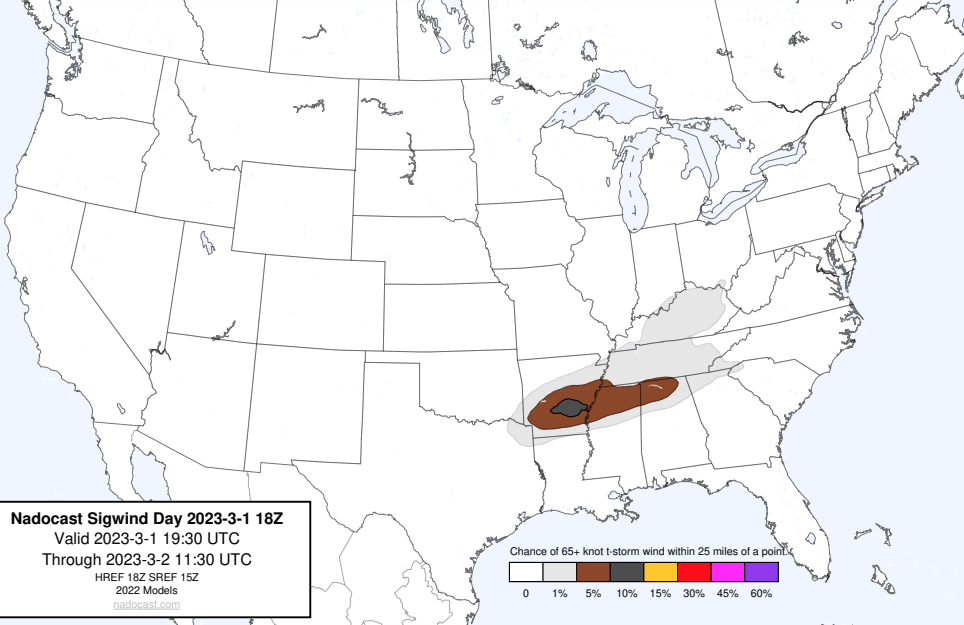 Nadocast Sigwind Day 2023-3-1 18Z
Valid 2023-3-1 19:30 UTC
Through 2023-3-2 11:30 UTC
HREF 18Z SREF 15Z
2022 Models
nadocast.com
Chance of 65+ knot t-storm wind within 25 miles of a point.
0 1% 5% 10% 15% 30% 45% 60%